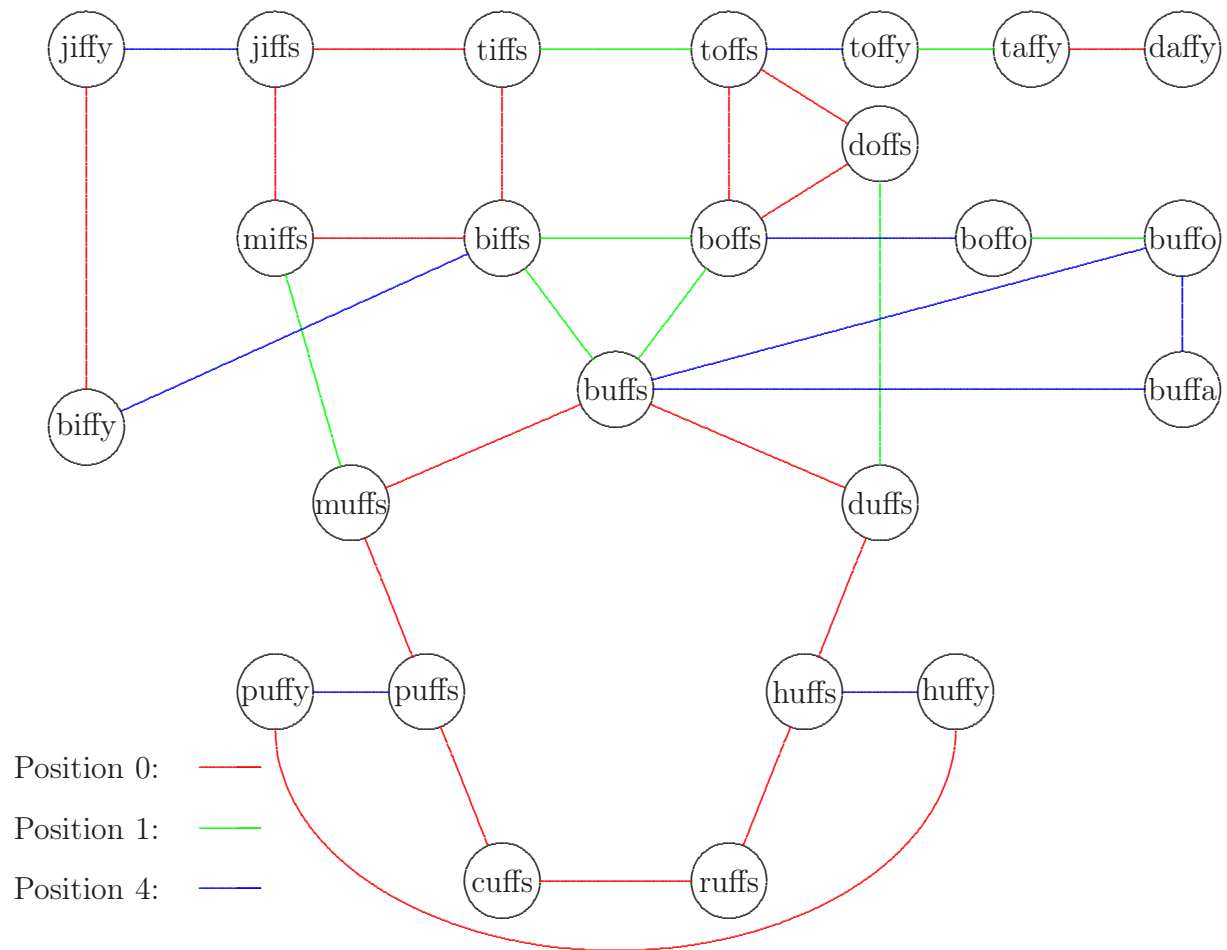 jiffy jiffs tiffs toffs toffy taffy daffy
doffs
miffs biffs boffs boffo buffo
buffs buffa
biffy
muffs duffs
puffy puffs huffs huffy
Position 0:
Position 1:
cuffs ruffs
Position 4: